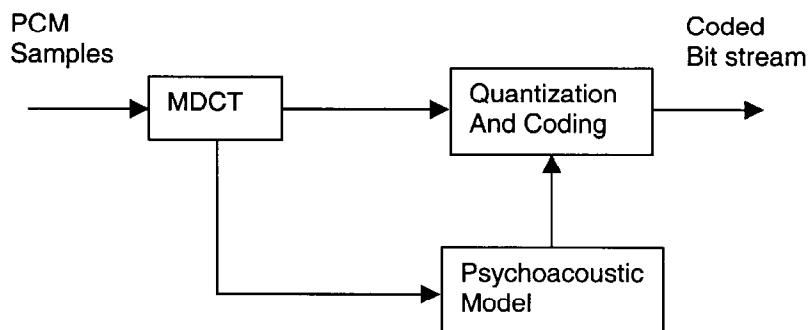 PCM
Samples
Coded
Bit stream
MDCT
Quantization
And Coding
Psychoacoustic
Model